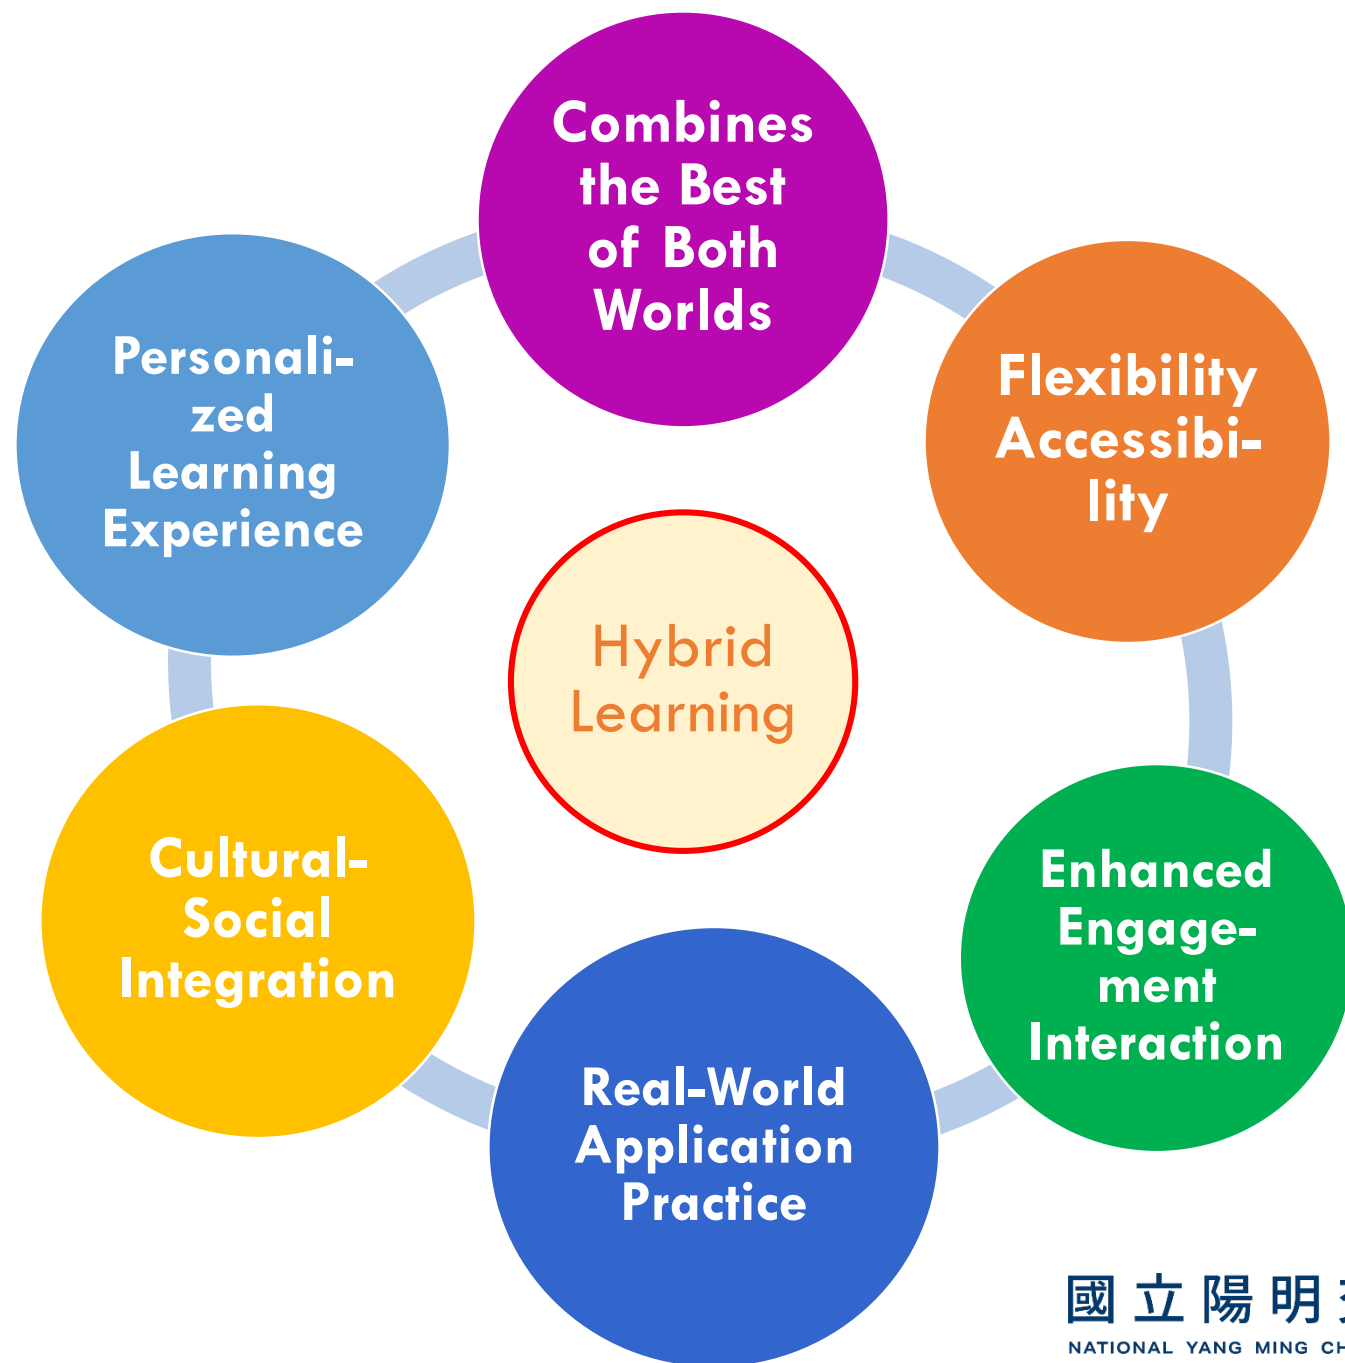 Combines
the Best
of Both
Worlds
Flexibility
Accessibi-
lity
Enhanced
Engage-
ment
Interaction
Real-World
Application
Practice
Cultural-
Social
Integration
Personali-
zed
Learning
Experience
Hybrid
Learning
國立陽明
NATIONAL YANG MING